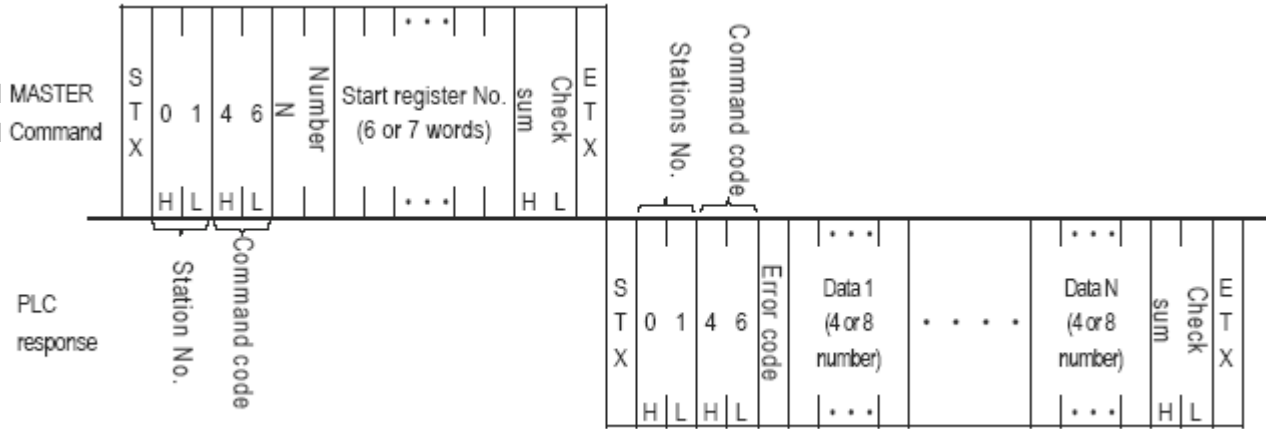 MASTER
Command
S
T
X
0 1
4 6
N
Number
Start register No.
(6 or 7 words)
Check
sum
E
T
X
H L
H L
H L
Station No.
Command code
Stations No.
Command code
PLC
response
S
T
X
0 1
4 6
Error code
Data 1
(4 or 8
number)
. . . .
Data N
(4 or 8
number)
Check
sum
E
T
X
H L
H L
H L